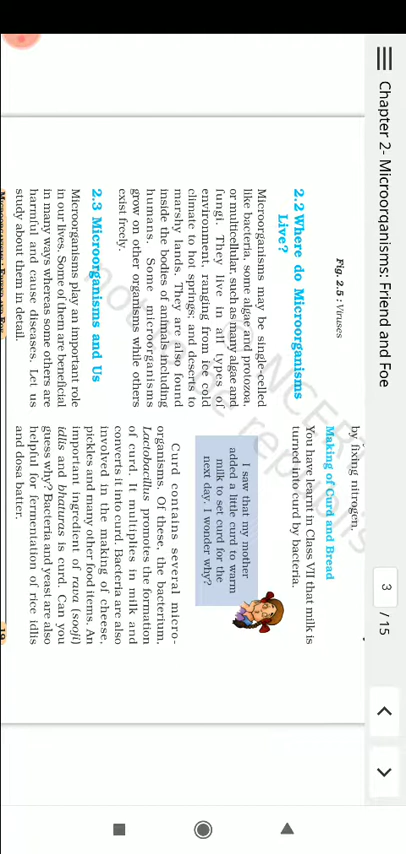 Chapter 2- Microorganisms: Friend and Foe
3 / 15
Fig. 2.5 : Viruses
2.2 Where do Microorganisms
Live?
Microorganisms may be single-celled
like bacteria, some algae and protozoa,
or multicellular, such as many algae and
fungi. They live in all types of
environment, ranging from ice cold
climate to hot springs; and deserts to
marshy lands. They are also found
inside the bodies of animals including
humans. Some microorganisms
grow on other organisms while others
exist freely.
2.3 Microorganisms and Us
Microorganisms play an important role
in our lives. Some of them are beneficial
in many ways whereas some others are
harmful and cause diseases. Let us
study about them in detail.
by fixing nitrogen.
Making of Curd and Bread
You have learnt in Class VII that milk is
turned into curd by bacteria.
I saw that my mother
added a little curd to warm
milk to set curd for the
next day. I wonder why?
Curd contains several micro-
organisms. Of these, the bacterium,
Lactobacillus promotes the formation
of curd. It multiplies in milk and
converts it into curd. Bacteria are also
involved in the making of cheese,
pickles and many other food items. An
important ingredient of rava (sooji)
idlis and bhaturas is curd. Can you
guess why? Bacteria and yeast are also
helpful for fermentation of rice idlis
and dosa batter.
19